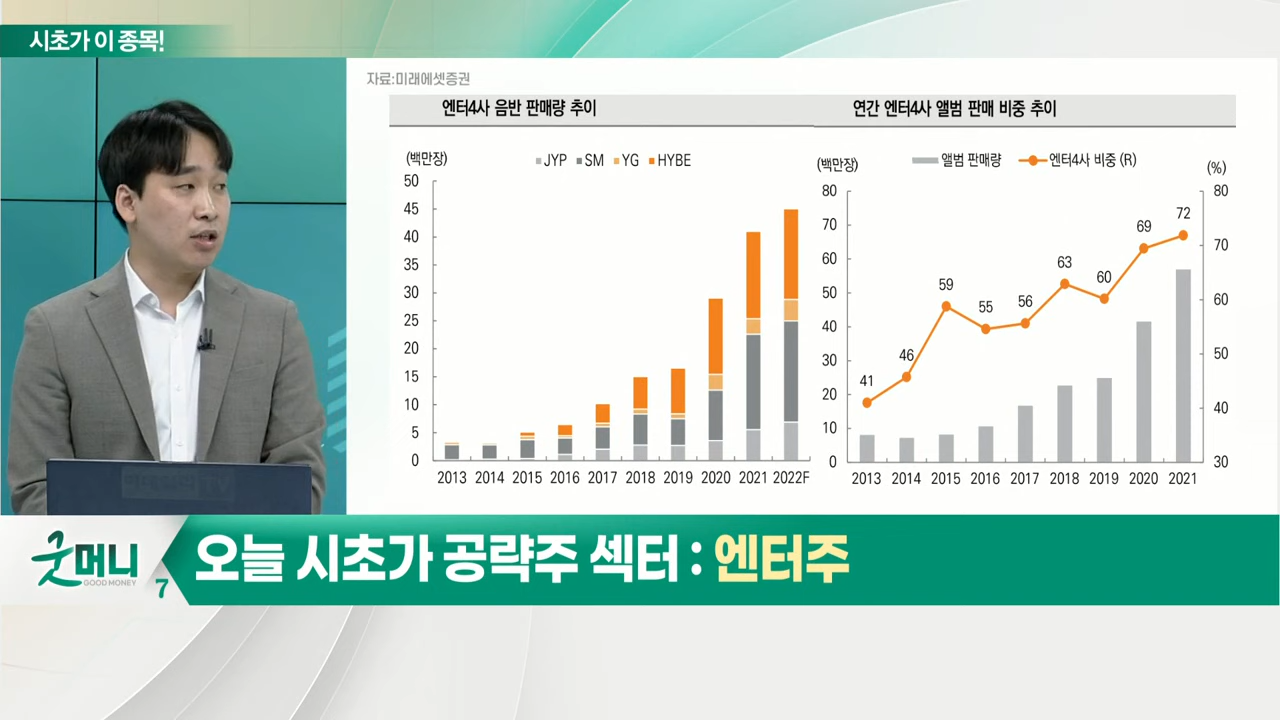 시초가 이 종목!
자료:미래에셋증권
엔터4사 음반 판매량 추이
(백만장)
JYP SM YG HYBE
50
45
40
35
30
25
20
15
10
5
0
2013 2014 2015 2016 2017 2018 2019 2020 2021 2022F
연간 엔터4사 앨범 판매 비중 추이
(백만장)
앨범 판매량 엔터4사 비중 (R)
(%)
80
70
60
50
40
30
20
10
0
41 46 59 55 56 63 60 69 72
80
70
60
50
40
30
2013 2014 2015 2016 2017 2018 2019 2020 2021
굿머니
GOOD MONEY
7
오늘 시초가 공략주 섹터 : 엔터주